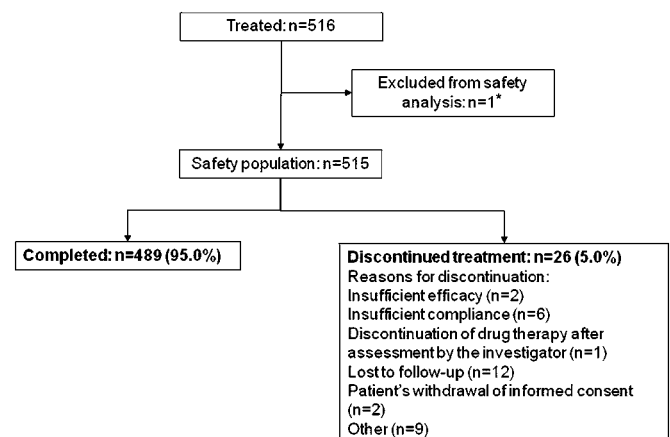 Treated: n=516
Excluded from safety
analysis: n=1*
Safety population: n=515
Completed: n=489 (95.0%)
Discontinued treatment: n=26 (5.0%)
Reasons for discontinuation:
Insufficient efficacy (n=2)
Insufficient compliance (n=6)
Discontinuation of drug therapy after
assessment by the investigator (n=1)
Lost to follow-up (n=12)
Patient's withdrawal of informed consent
(n=2)
Other (n=9)